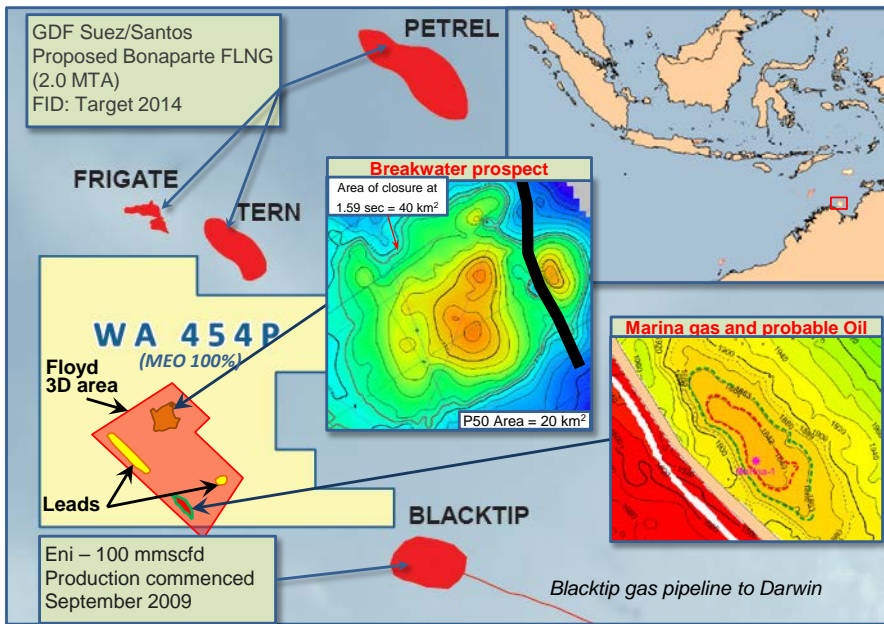 GDF Suez/Santos
Proposed Bonaparte FLNG
(2.0 MTA)
FID: Target 2014
PETREL
FRIGATE
TERN
Breakwater prospect
Area of closure at
1.59 sec = 40 km²
P50 Area = 20 km²
WA 454P
(MEO 100%)
Floyd
3D area
Leads
Marina gas and probable Oil
Marina-1
BLACKTIP
Eni – 100 mmscfd
Production commenced
September 2009
Blacktip gas pipeline to Darwin